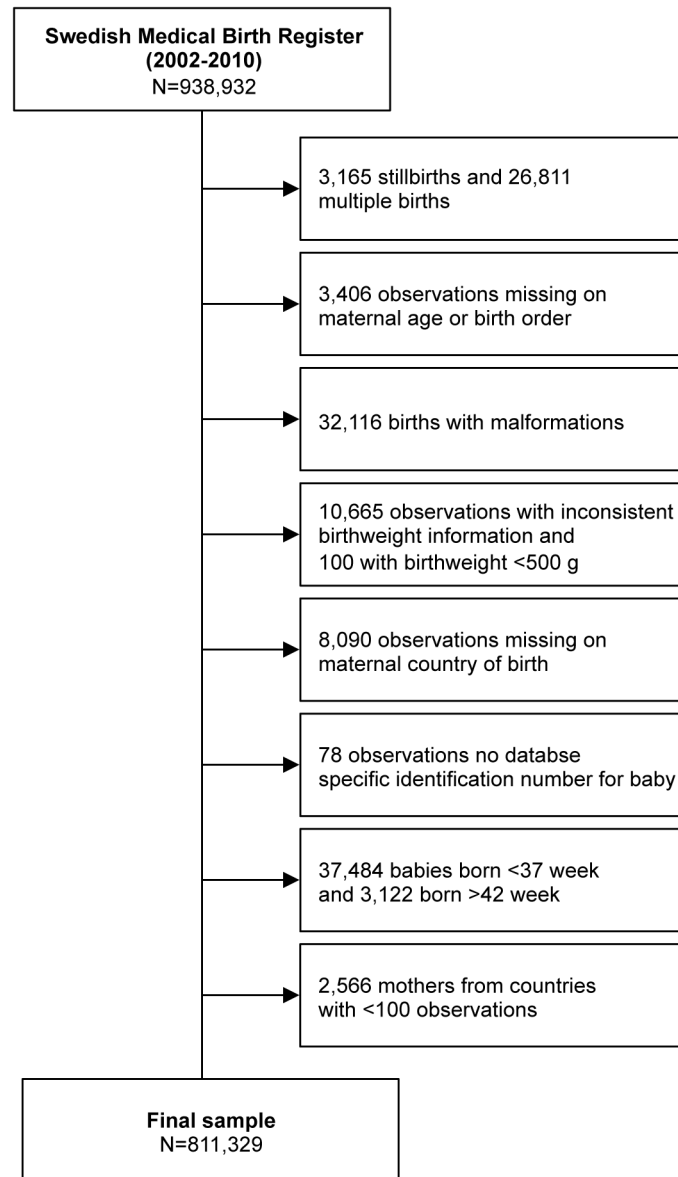 Swedish Medical Birth Register
(2002-2010)
N=938,932
3,165 stillbirths and 26,811
multiple births
3,406 observations missing on
maternal age or birth order
32,116 births with malformations
10,665 observations with inconsistent
birthweight information and
100 with birthweight <500 g
8,090 observations missing on
maternal country of birth
78 observations no databse
specific identification number for baby
37,484 babies born <37 week
and 3,122 born >42 week
2,566 mothers from countries
with <100 observations
Final sample
N=811,329